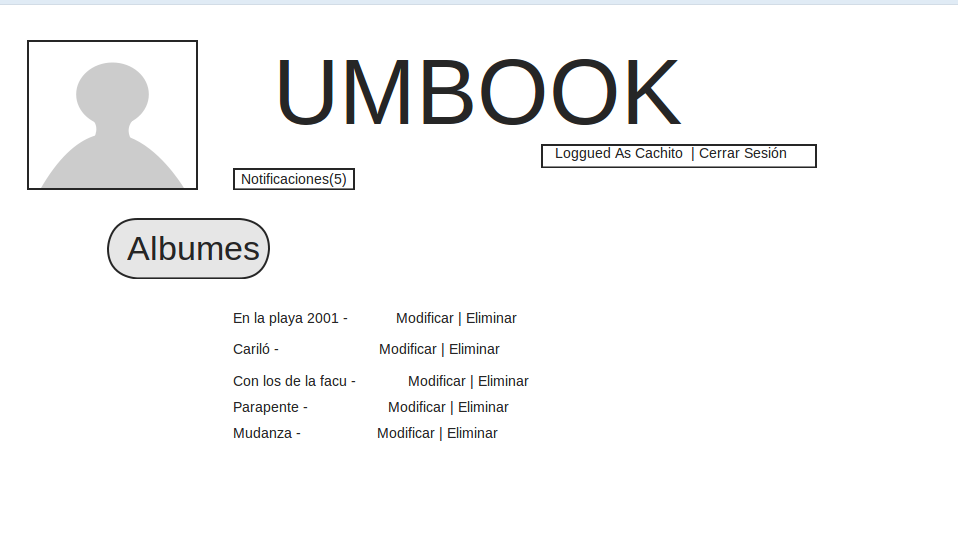 UMBOOK
Loggued As Cachito | Cerrar Sesión
Notificaciones(5)
Albumes
En la playa 2001 - Modificar | Eliminar
Cariló - Modificar | Eliminar
Con los de la facu - Modificar | Eliminar
Parapente - Modificar | Eliminar
Mudanza - Modificar | Eliminar